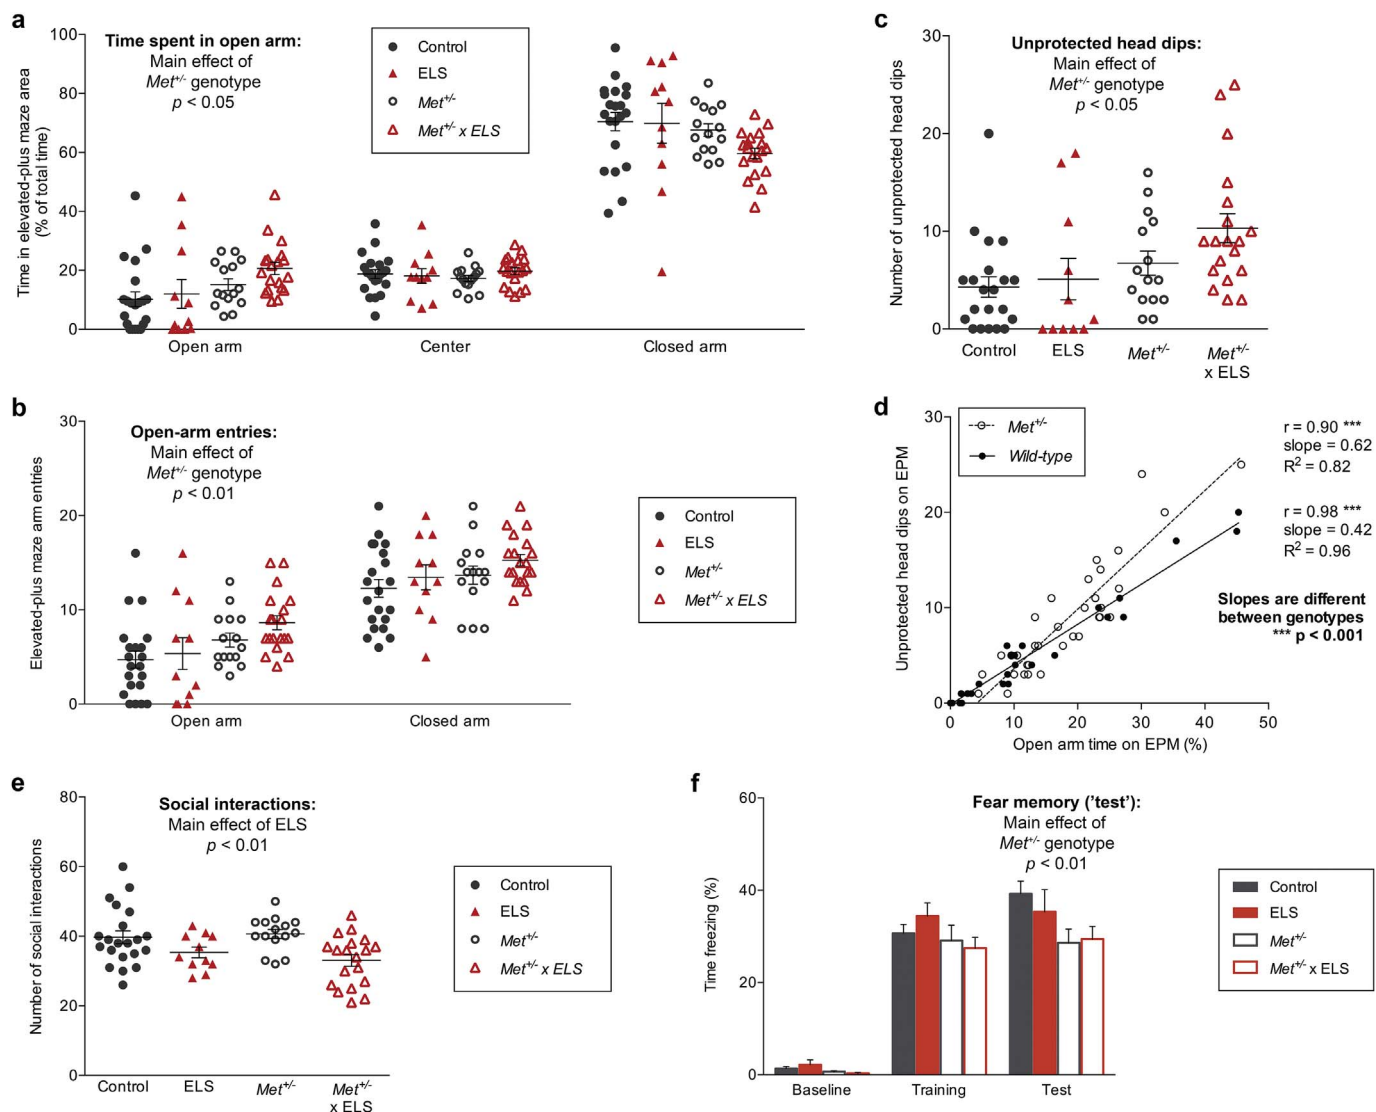 a
Time in elevated-plus maze area
(% of total time)
100
80
60
40
20
0
Time spent in open arm:
Main effect of
Met+/- genotype
p < 0.05
Control
ELS
Met+/-
Met+/- x ELS
Open arm
Center
Closed arm
c
Number of unprotected head dips
30
20
10
0
Unprotected head dips:
Main effect of
Met+/- genotype
p < 0.05
Control
ELS
Met+/-
Met+/-
x ELS
b
Elevated-plus maze arm entries
30
20
10
0
Open-arm entries:
Main effect of
Met+/- genotype
p < 0.01
Open arm
Closed arm
Control
ELS
Met+/-
Met+/- x ELS
d
Unprotected head dips on EPM
30
20
10
0
Met+/-
Wild-type
0
10
20
30
40
50
Open arm time on EPM (%)
r = 0.90 ***
slope = 0.62
R2 = 0.82
r = 0.98 ***
slope = 0.42
R2 = 0.96
Slopes are different
between genotypes
*** p < 0.001
e
Number of social interactions
80
60
40
20
0
Social interactions:
Main effect of ELS
p < 0.01
Control
ELS
Met+/-
Met+/-
x ELS
Control
ELS
Met+/-
Met+/- x ELS
f
Time freezing (%)
60
40
20
0
Fear memory ('test'):
Main effect of
Met+/- genotype
p < 0.01
Baseline
Training
Test
Control
ELS
Met+/-
Met+/- x ELS